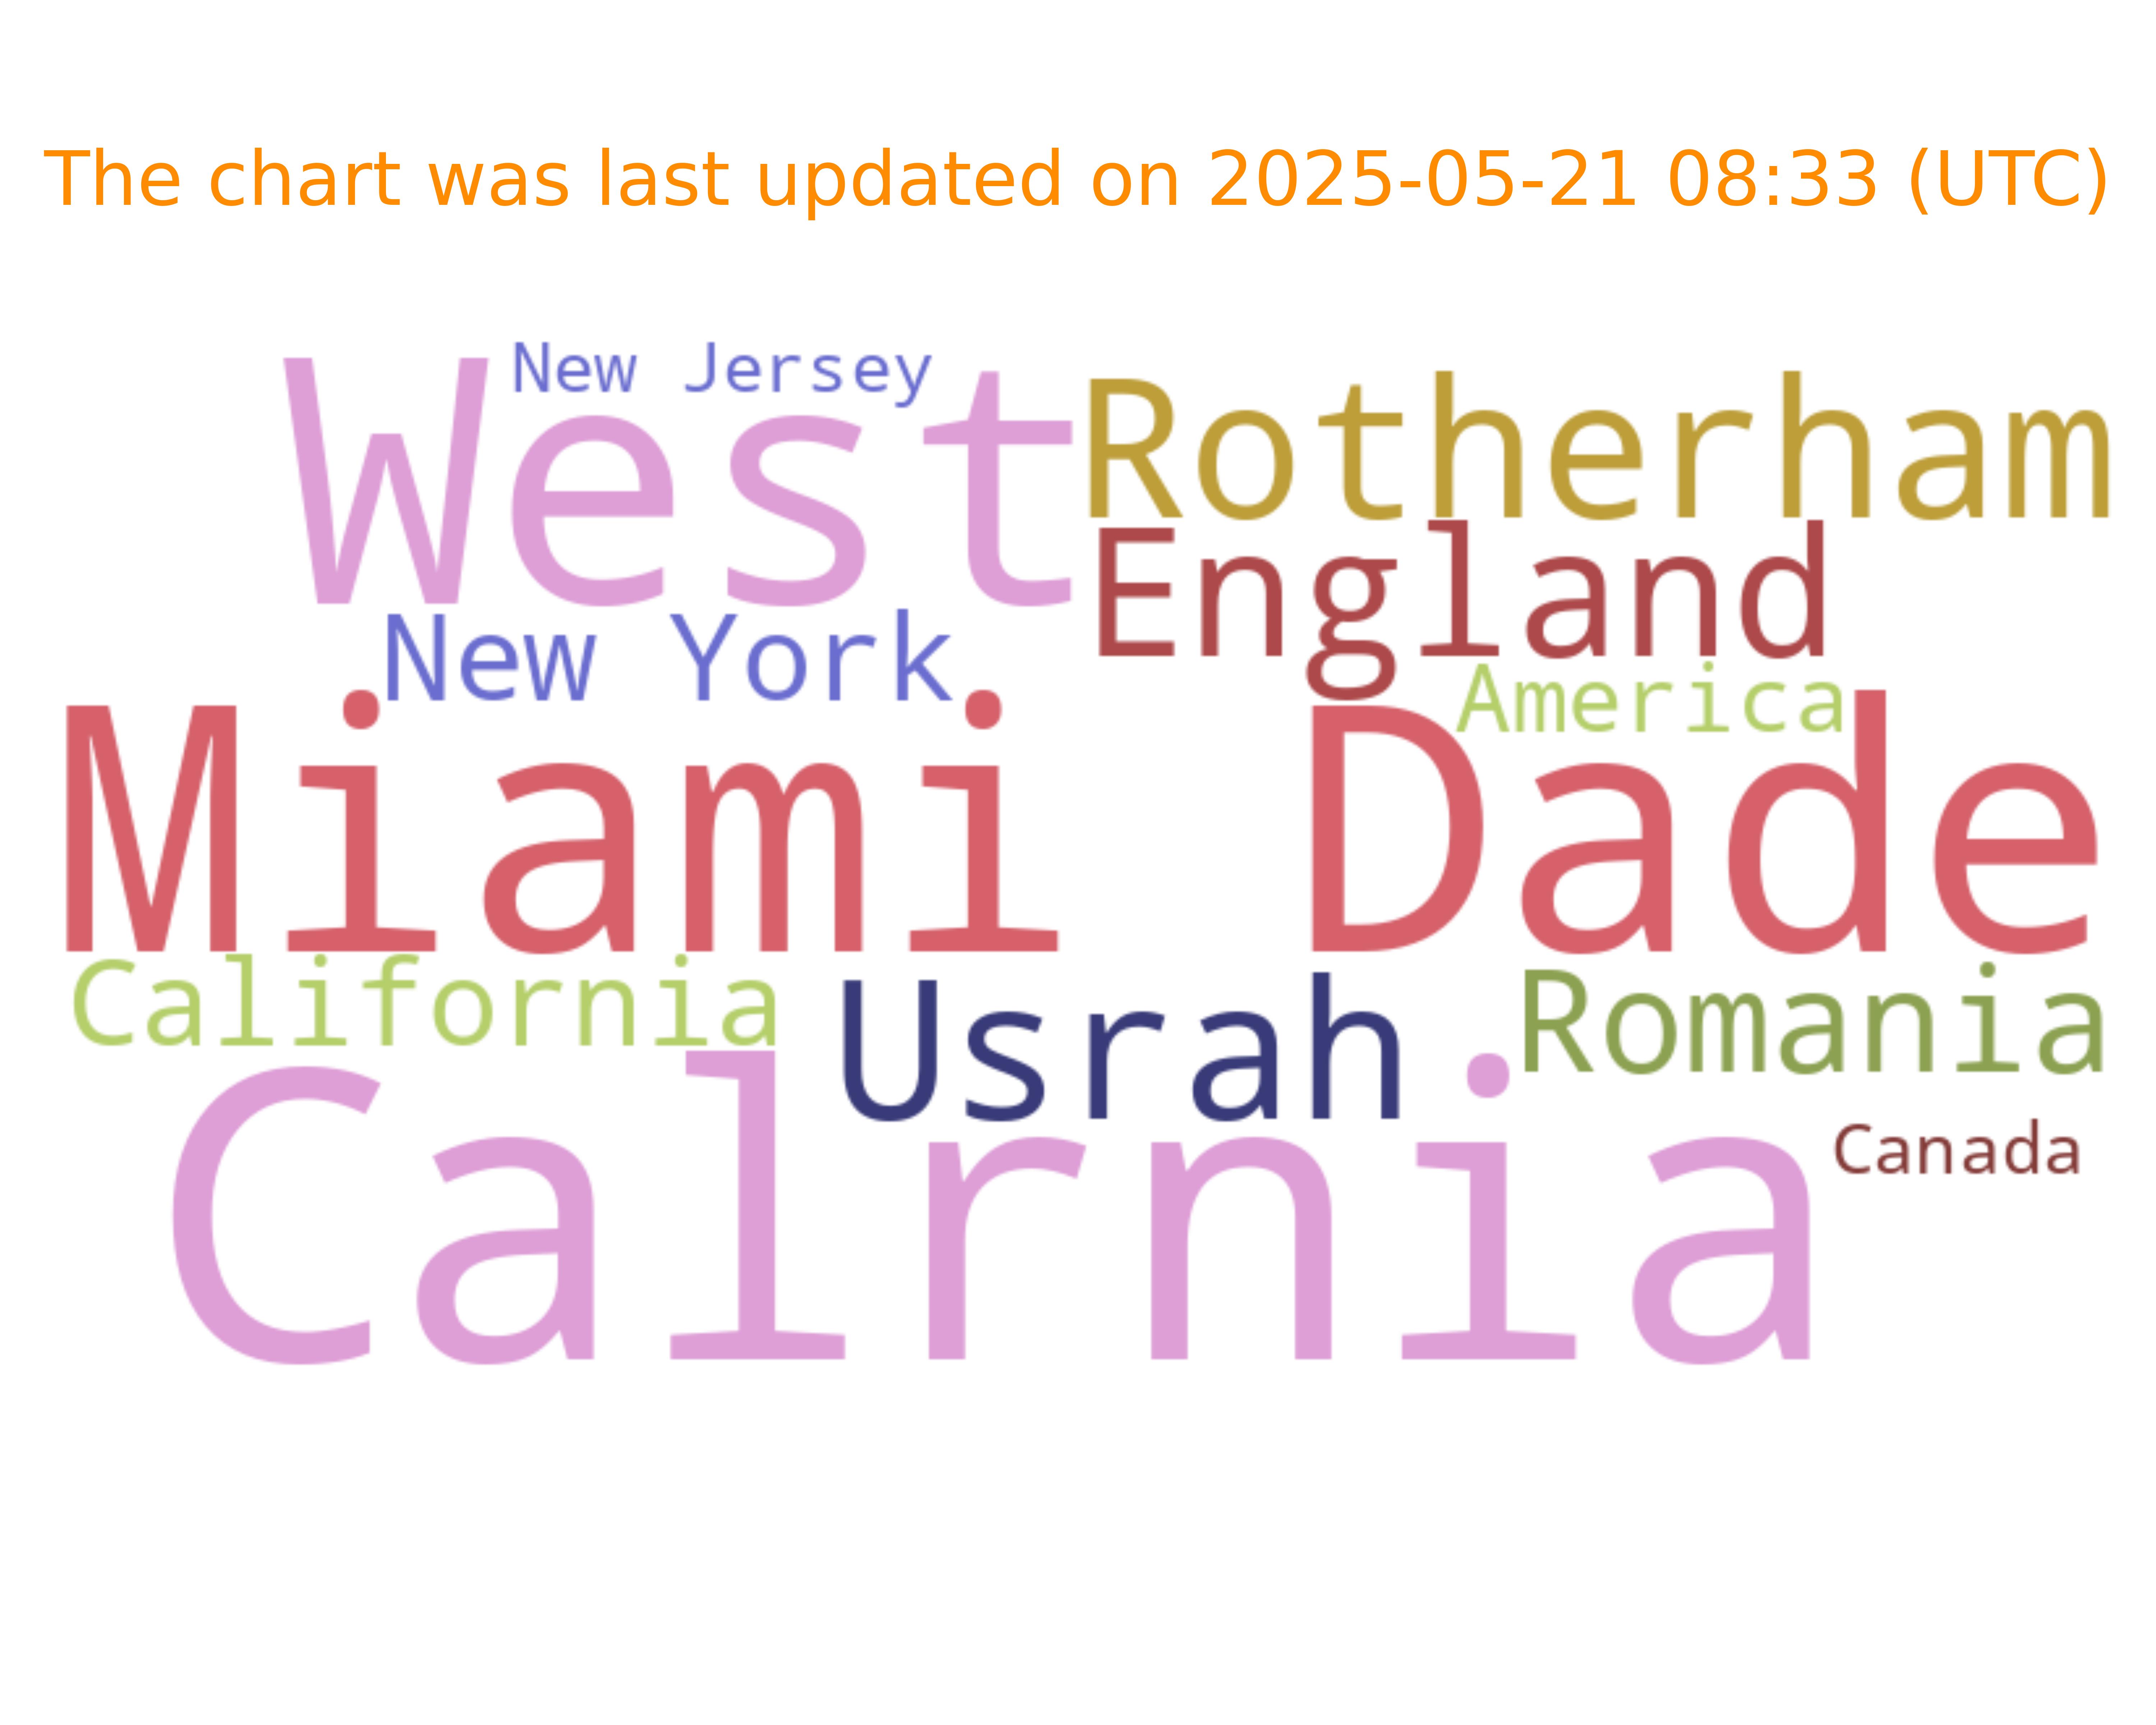 The chart was last updated on 2025-05-21 08:33 (UTC)
New Jersey
West Rotherham
England
New York
America
Miami Dade
California
Usrah Romania
Calrnia
Canada